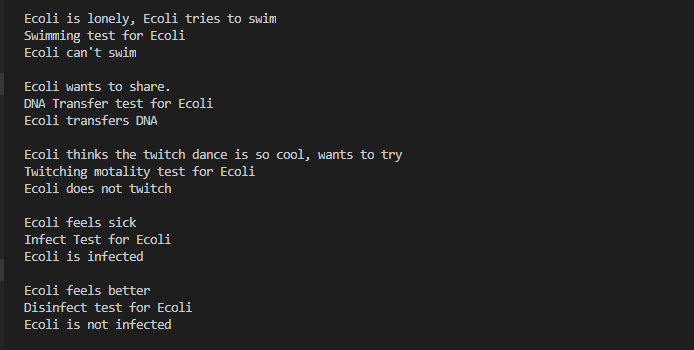 Ecoli is lonely, Ecoli tries to swim
Swimming test for Ecoli
Ecoli can't swim
Ecoli wants to share.
DNA Transfer test for Ecoli
Ecoli transfers DNA
Ecoli thinks the twitch dance is so cool, wants to try
Twitching motality test for Ecoli
Ecoli does not twitch
Ecoli feels sick
Infect Test for Ecoli
Ecoli is infected
Ecoli feels better
Disinfect test for Ecoli
Ecoli is not infected